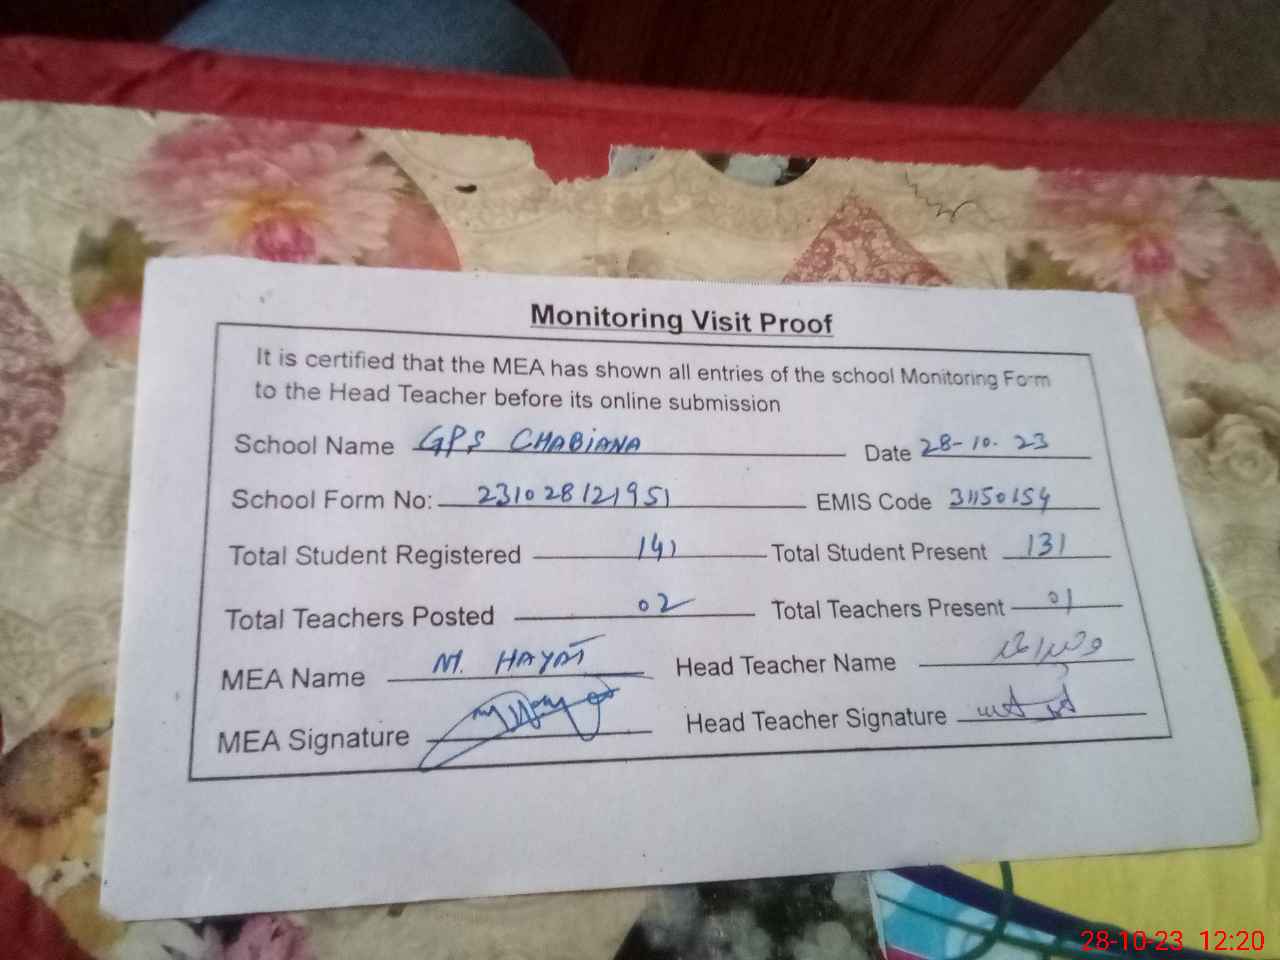 Monitoring Visit Proof
It is certified that the MEA has shown all entries of the school Monitoring Form
to the Head Teacher before its online submission
School Name GPS CHABIANA Date 28-10-23
School Form No: 231028121951 EMIS Code 31150154
Total Student Registered 141 Total Student Present 131
Total Teachers Posted 02 Total Teachers Present 01
MEA Name M. HAYAT Head Teacher Name
MEA Signature Head Teacher Signature
28-10-23 12:20